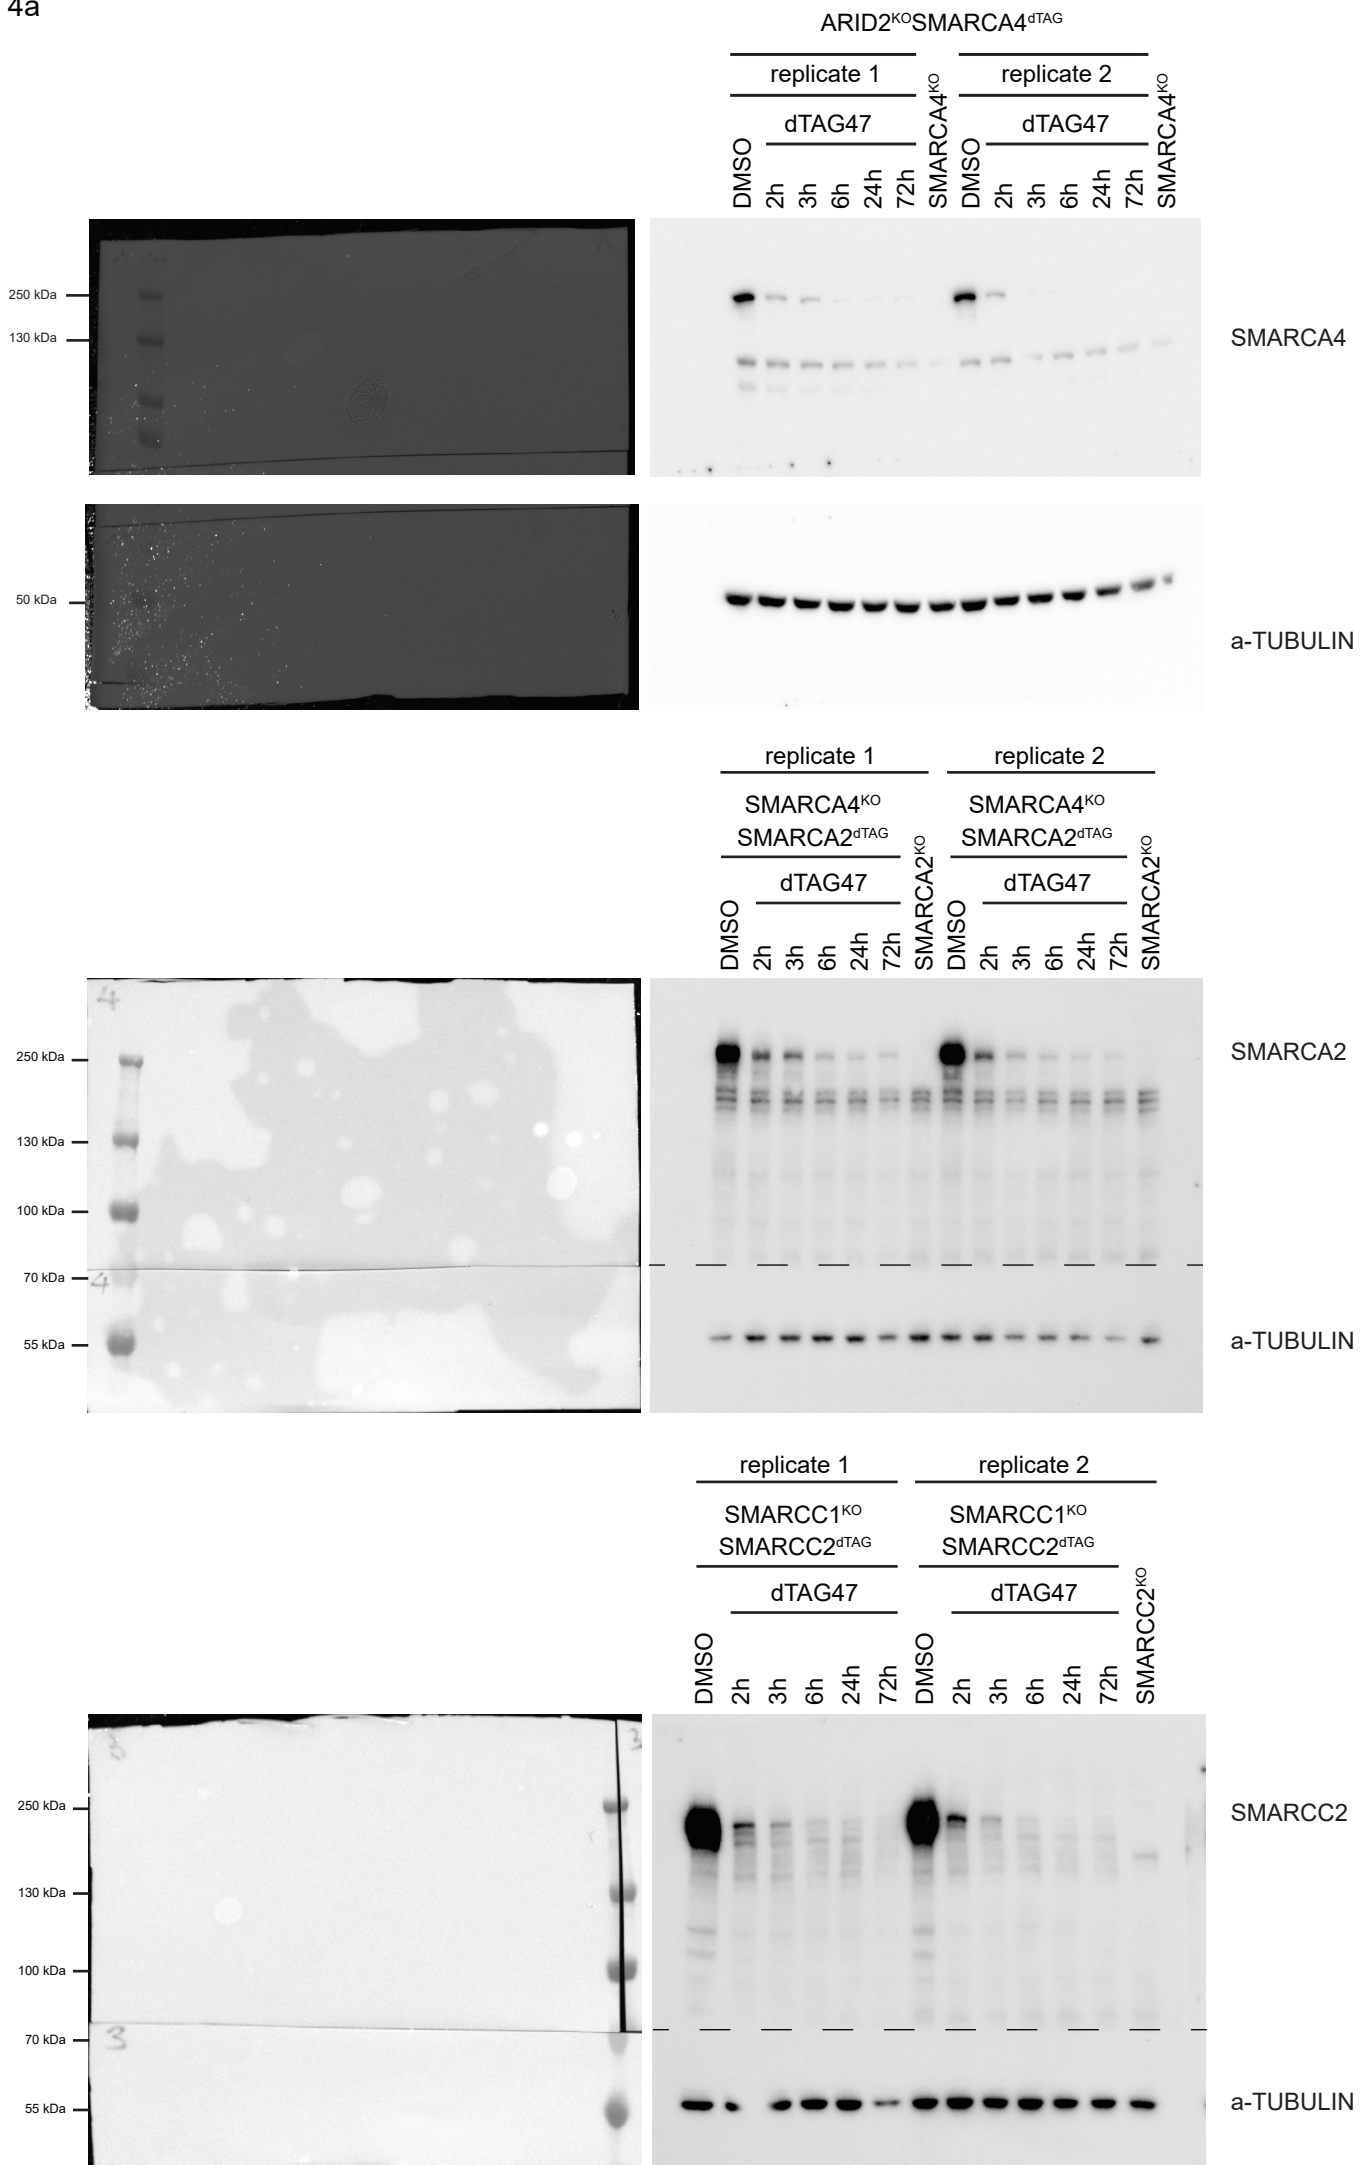 4a
ARID2KOSMARCA4dTAG
replicate 1 replicate 2
dTAG47 dTAG47
DMSO 2h 3h 6h 24h 72h SMARCA4KO DMSO 2h 3h 6h 24h 72h SMARCA4KO
250 kDa
130 kDa
SMARCA4
50 kDa
a-TUBULIN
replicate 1 replicate 2
SMARCA4KO SMARCA4KO
SMARCA2dTAG SMARCA2dTAG
dTAG47 dTAG47
DMSO 2h 3h 6h 24h 72h SMARCA2KO DMSO 2h 3h 6h 24h 72h SMARCA2KO
4
250 kDa
SMARCA2
130 kDa
100 kDa
70 kDa
4
55 kDa
a-TUBULIN
replicate 1 replicate 2
SMARCC1KO SMARCC1KO
SMARCC2dTAG SMARCC2dTAG
dTAG47 dTAG47
DMSO 2h 3h 6h 24h 72h DMSO 2h 3h 6h 24h 72h SMARCC2KO
3 3
250 kDa
SMARCC2
130 kDa
100 kDa
70 kDa
3
55 kDa
a-TUBULIN